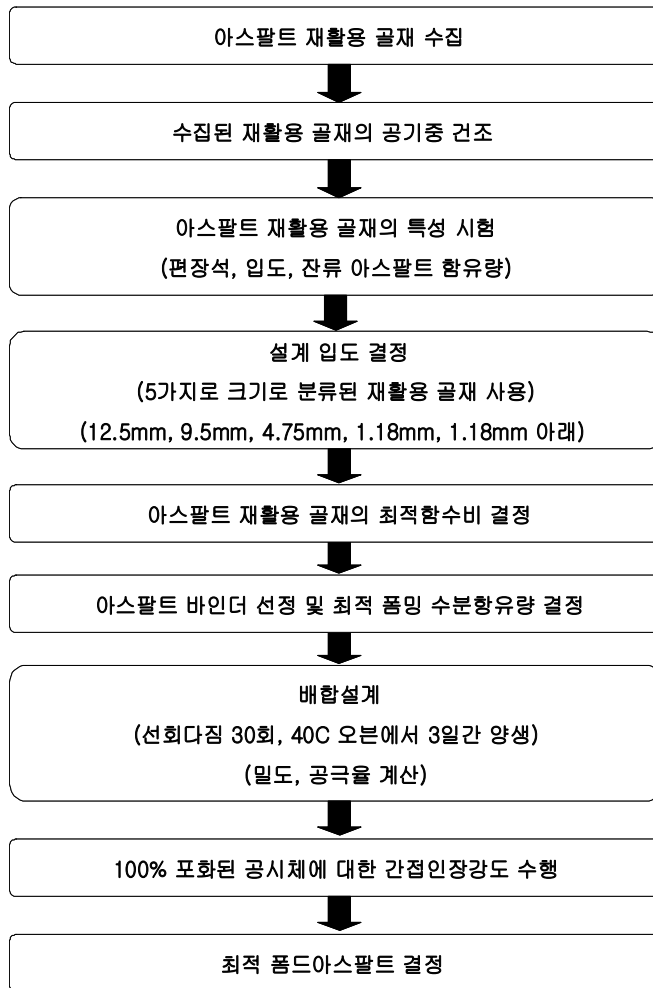 아스팔트 재활용 골재 수집
수집된 재활용 골재의 공기중 건조
아스팔트 재활용 골재의 특성 시험
(편장석, 입도, 잔류 아스팔트 함유량)
설계 입도 결정
(5가지로 크기로 분류된 재활용 골재 사용)
(12.5mm, 9.5mm, 4.75mm, 1.18mm, 1.18mm 아래)
아스팔트 재활용 골재의 최적함수비 결정
아스팔트 바인더 선정 및 최적 폼밍 수분항유량 결정
배합설계
(선회다짐 30회, 40C 오븐에서 3일간 양생)
(밀도, 공극율 계산)
100% 포화된 공시체에 대한 간접인장강도 수행
최적 폼드아스팔트 결정